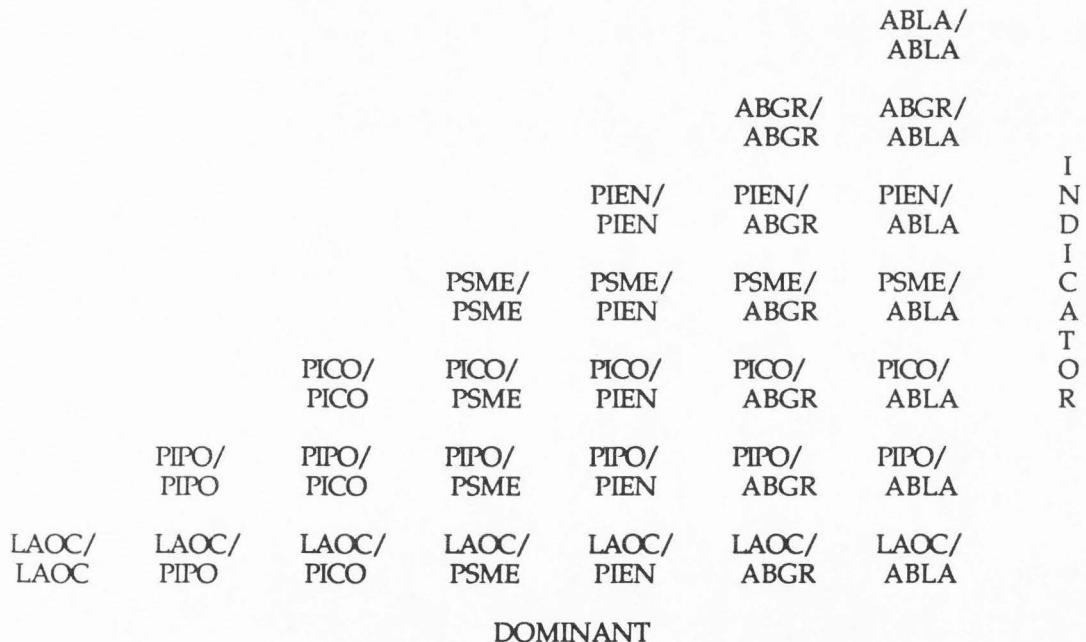 ABLA/
ABLA
ABGR/ ABGR/
ABGR ABLA
PIEN/ PIEN/ PIEN/
PIEN ABGR ABLA
PSME/ PSME/ PSME/ PSME/
PSME PIEN ABGR ABLA
PICO/ PICO/ PICO/ PICO/ PICO/
PICO PSME PIEN ABGR ABLA
PIPO/ PIPO/ PIPO/ PIPO/ PIPO/ PIPO/
PIPO PICO PSME PIEN ABGR ABLA
LAOC/ LAOC/ LAOC/ LAOC/ LAOC/ LAOC/ LAOC/
LAOC PIPO PICO PSME PIEN ABGR ABLA
DOMINANT
INDICATOR